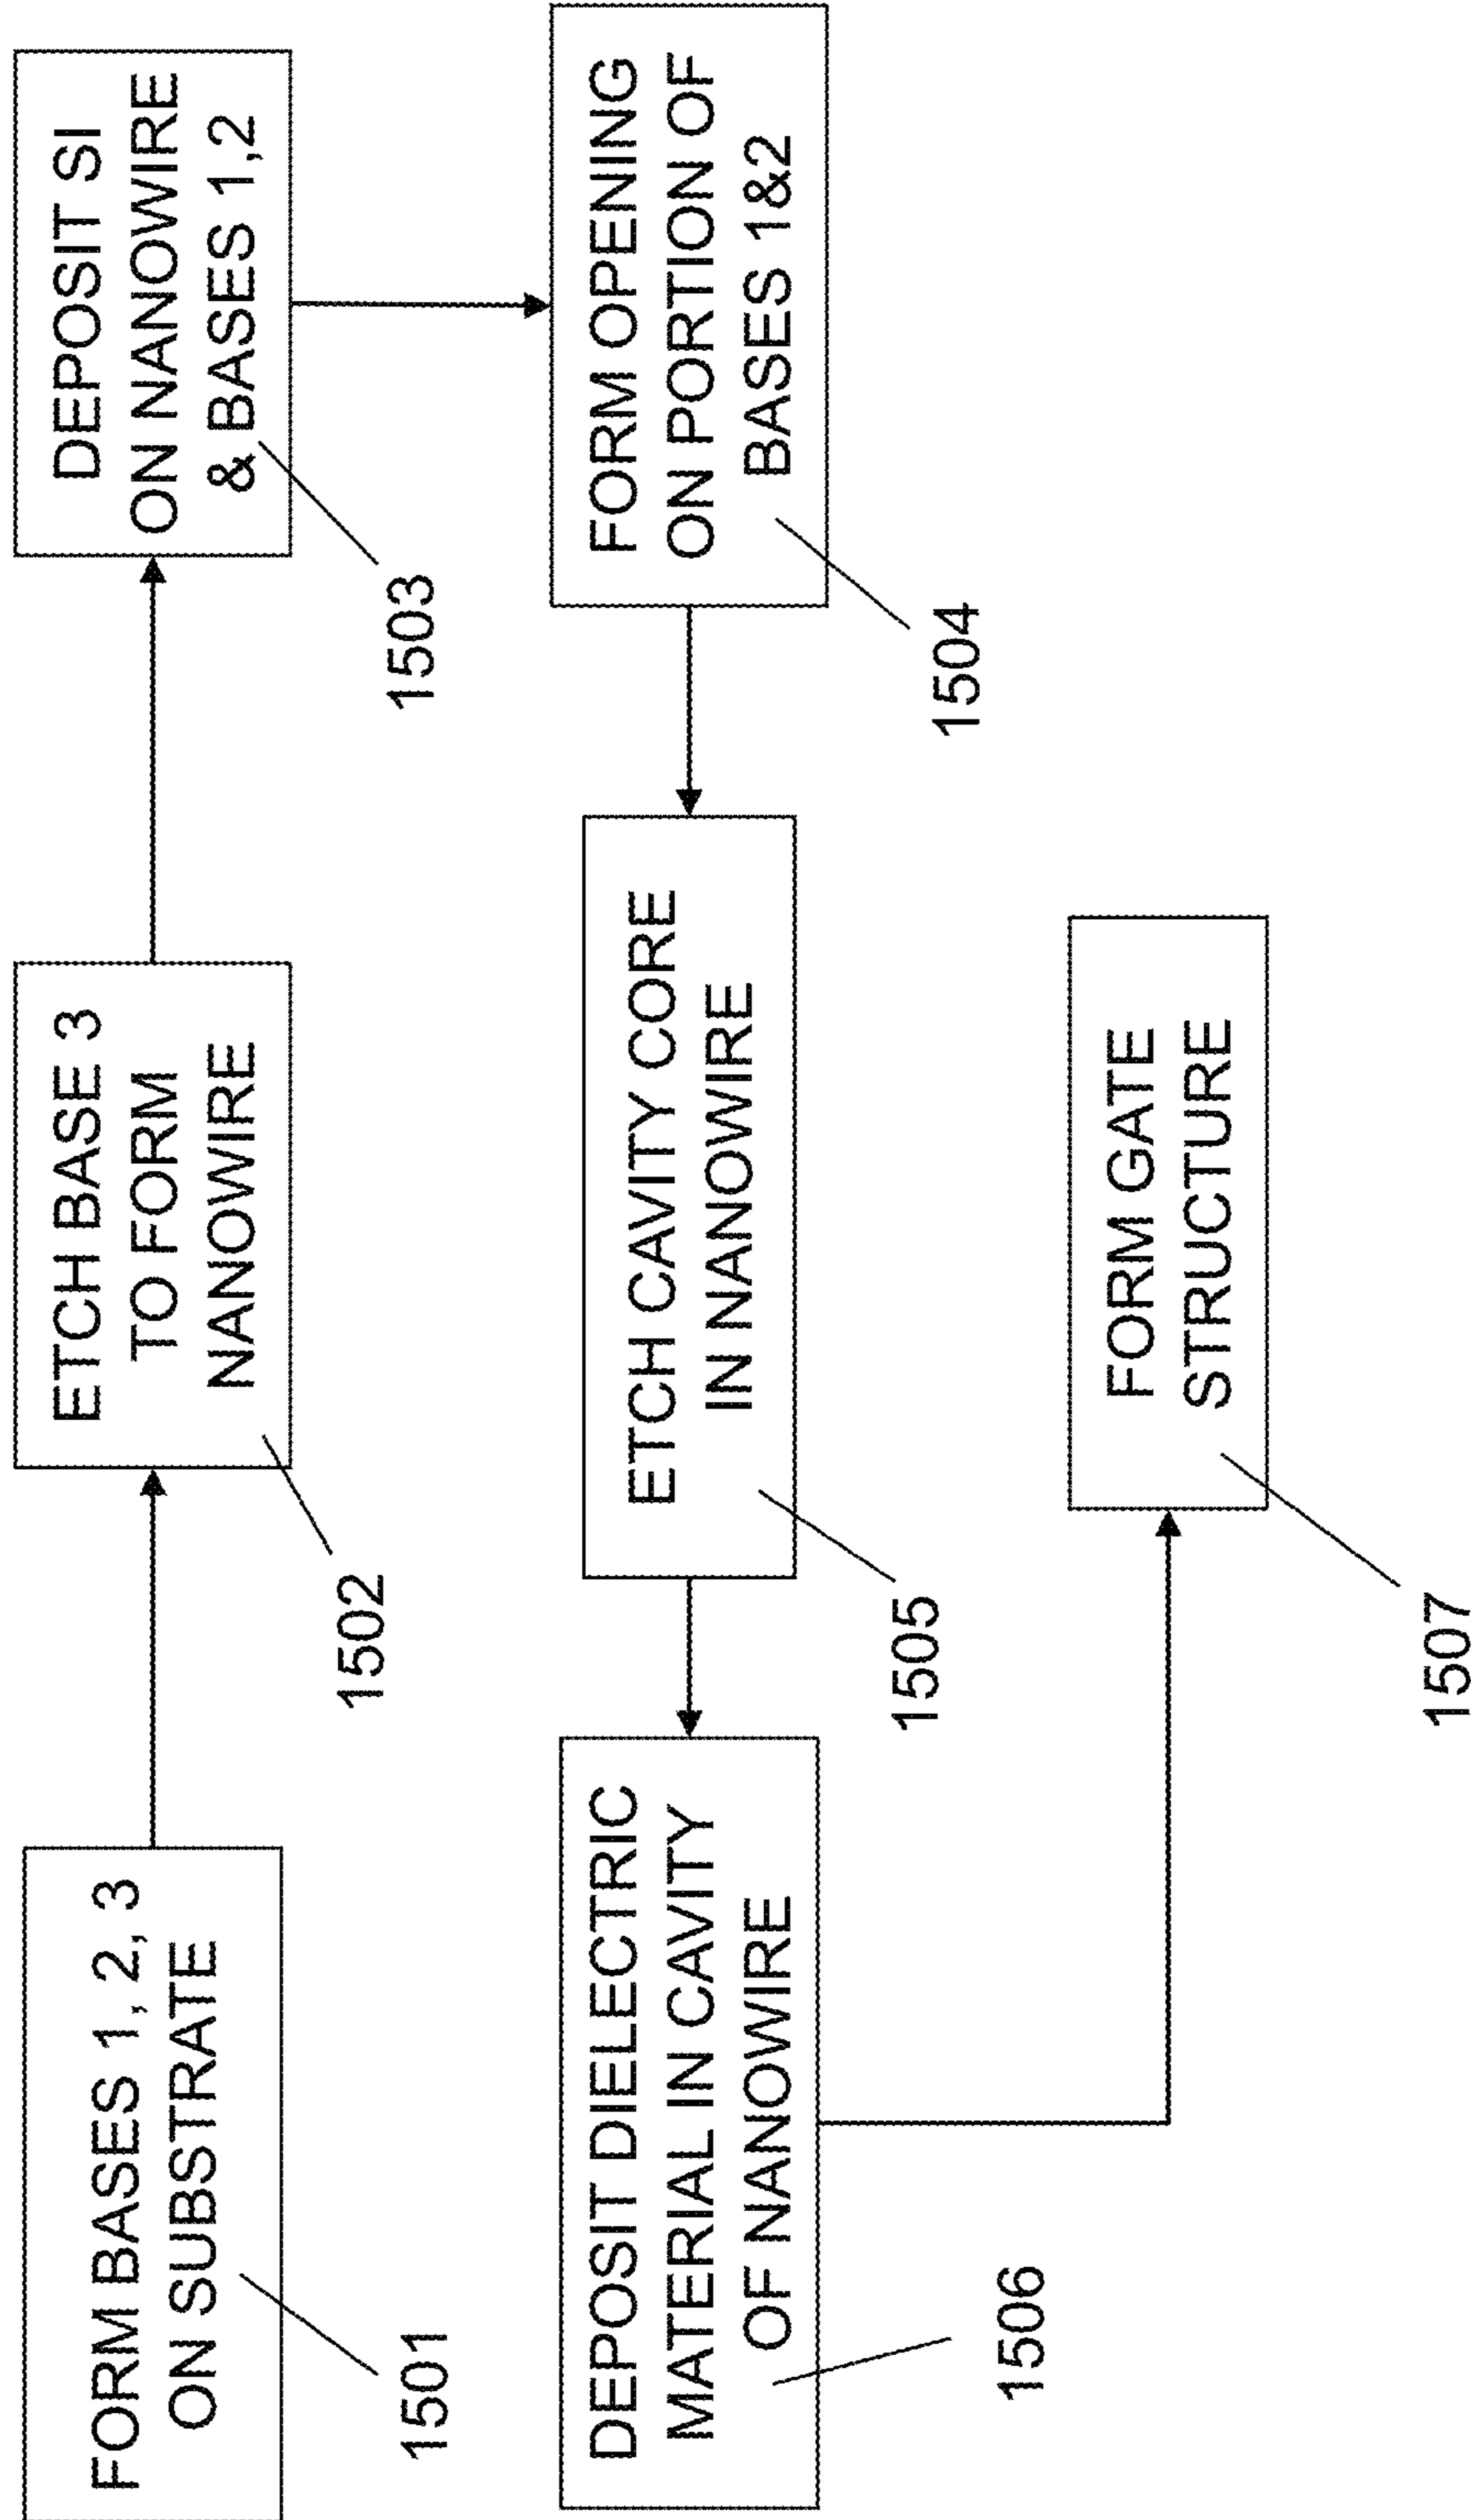 FORM BASES 1, 2, 3
ON SUBSTRATE
1501
ETCH BASE 3
TO FORM
NANOWIRE
1502
DEPOSIT SI
ON NANOWIRE
& BASES 1,2
1503
FORM OPENING
ON PORTION OF
BASES 1&2
1504
ETCH CAVITY CORE
IN NANOWIRE
1505
DEPOSIT DIELECTRIC
MATERIAL IN CAVITY
OF NANOWIRE
1506
FORM GATE
STRUCTURE
1507